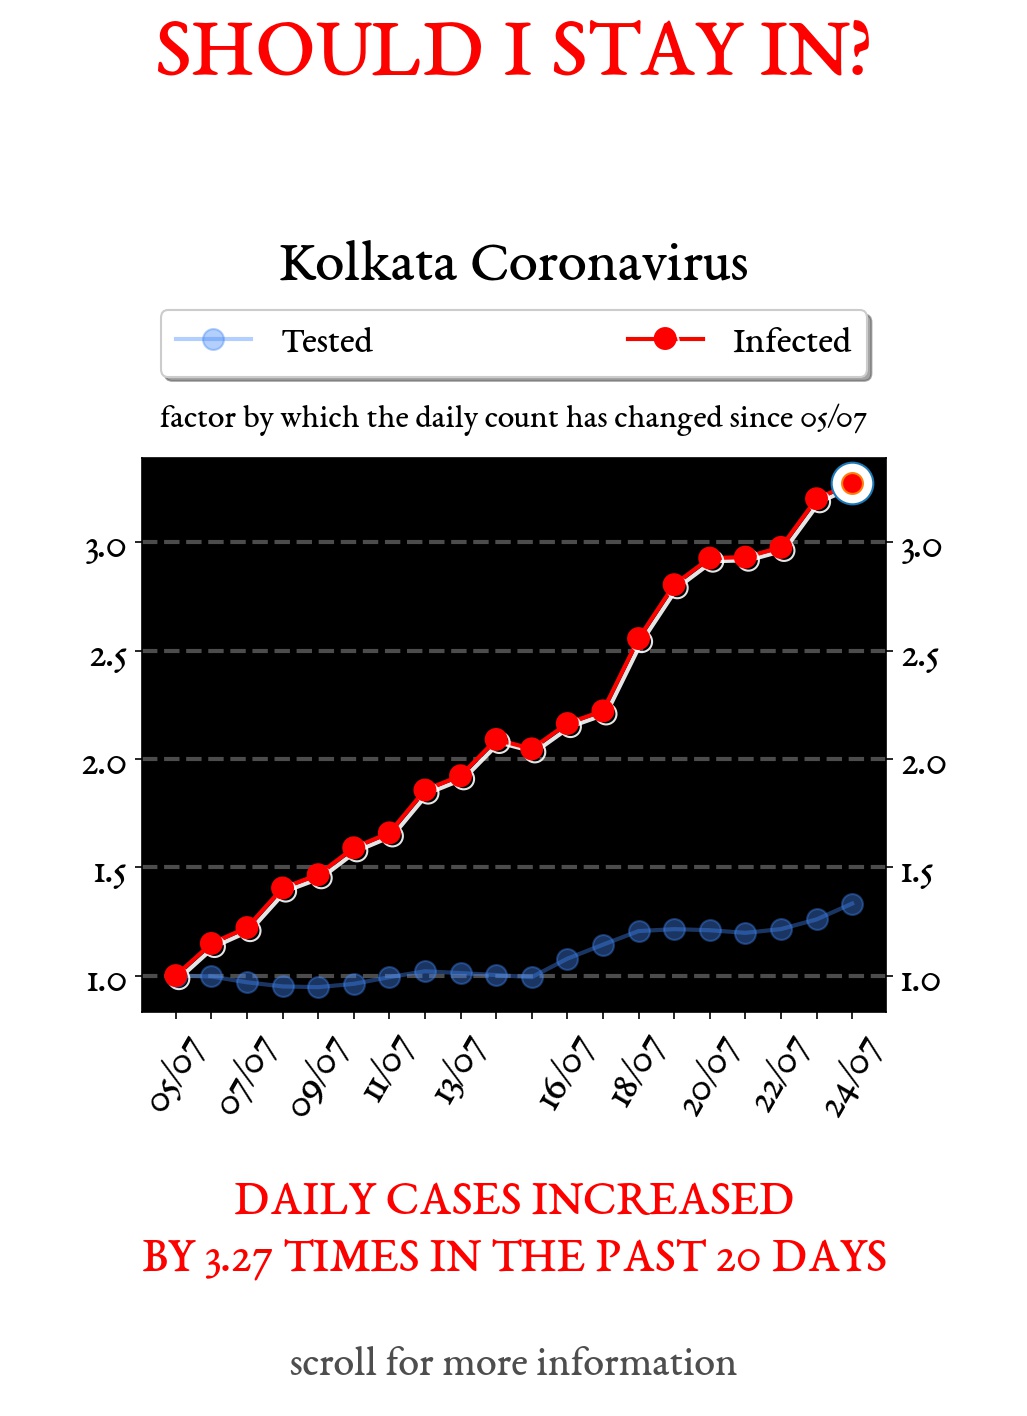 SHOULD I STAY IN?
Kolkata Coronavirus
Tested Infected
factor by which the daily count has changed since 05/07
3.0 3.0
2.5 2.5
2.0 2.0
1.5 1.5
1.0 1.0
05/07 07/07 09/07 11/07 13/07 16/07 18/07 20/07 22/07 24/07
DAILY CASES INCREASED
BY 3.27 TIMES IN THE PAST 20 DAYS
scroll for more information